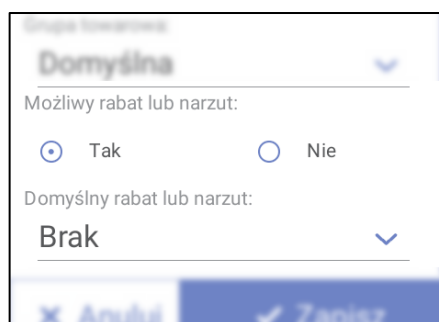 Grupa towarowa:
Domyślna
Możliwy rabat lub narzut:
Tak Nie
Domyślny rabat lub narzut:
Brak
Anuluj Zapisz